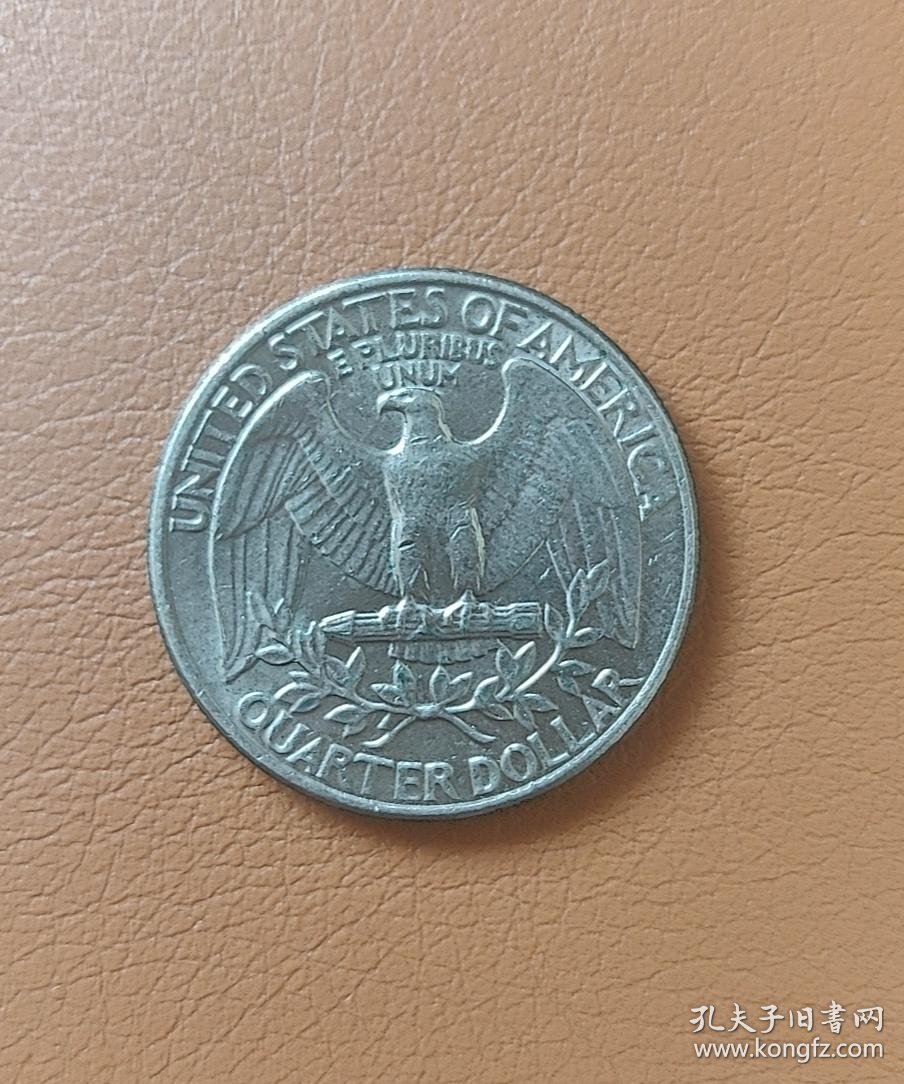 UNITED STATES OF AMERICA
E PLURIBUS
UNUM
QUARTER DOLLAR
孔夫子旧书网
www.kongfz.com